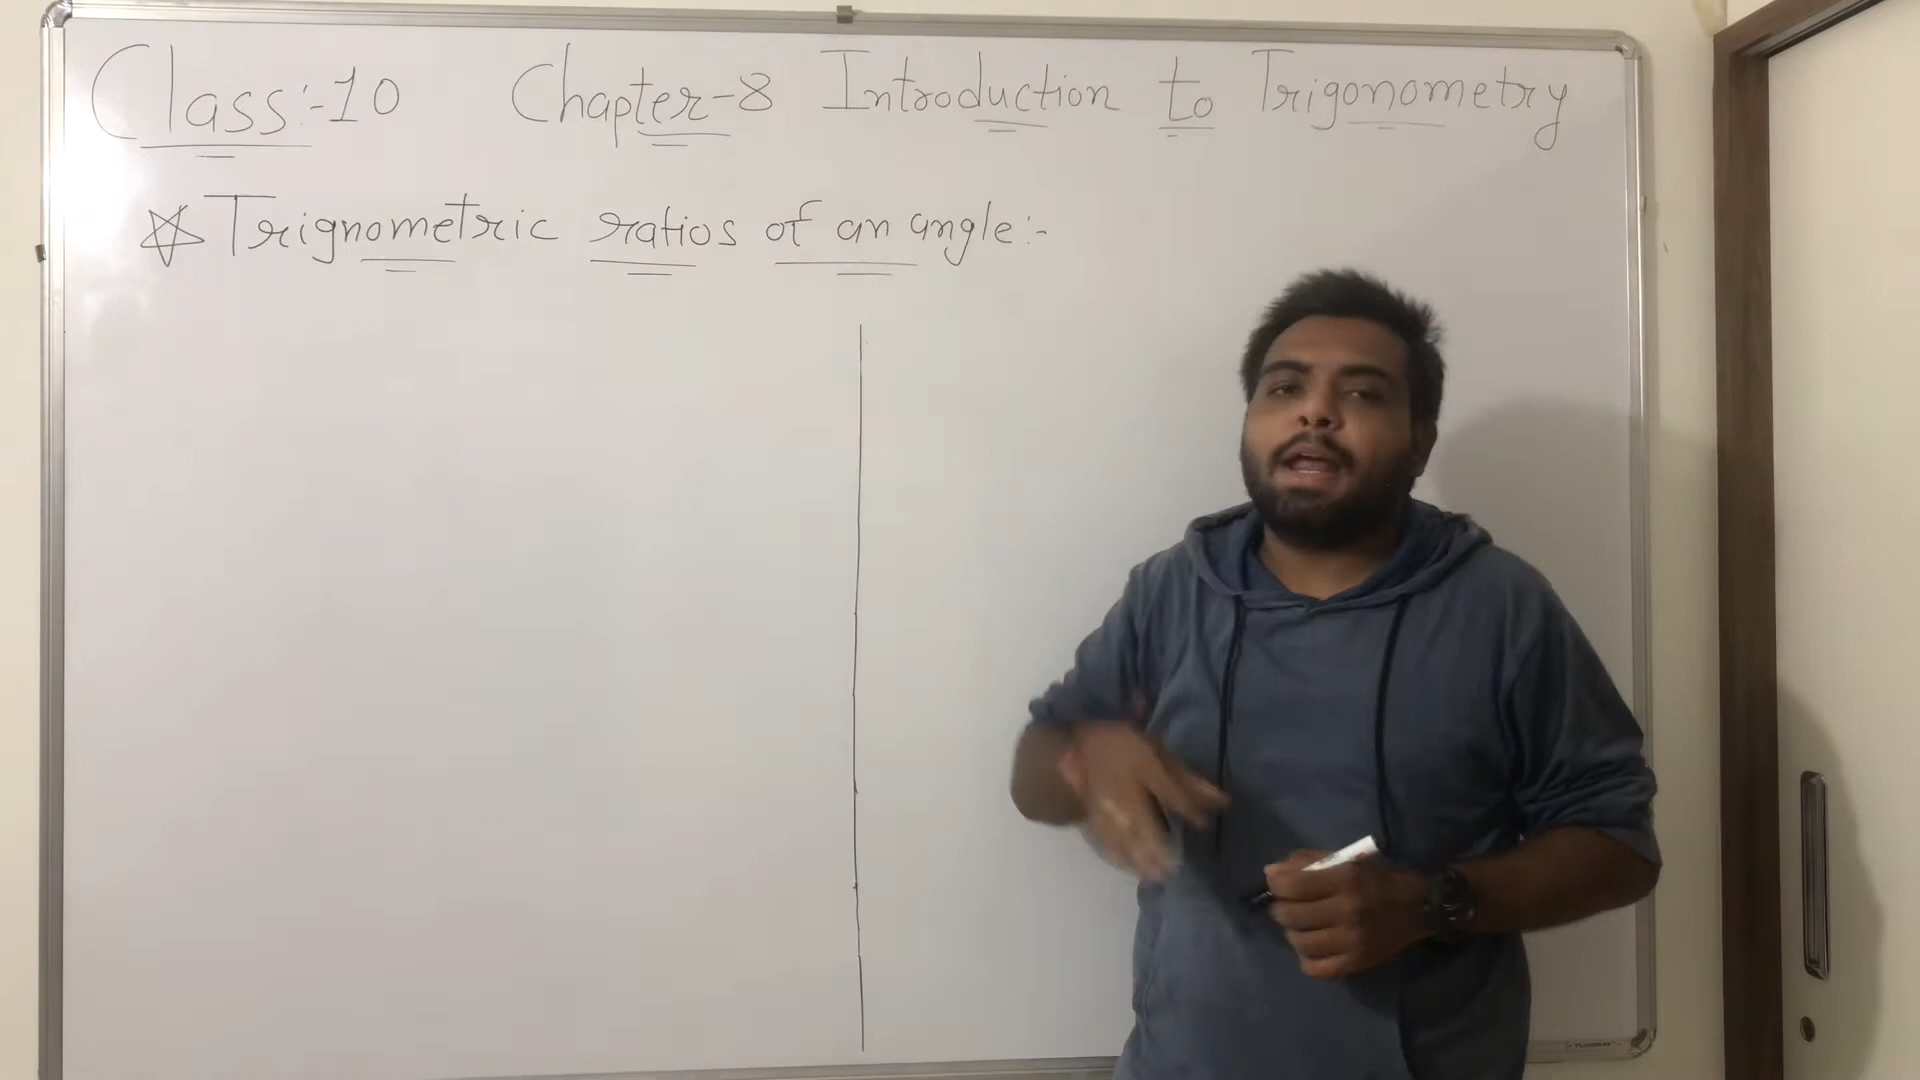 Class:-10 Chapter-8 Introduction to Trigonometry
☆ Trignometric ratios of an angle:-